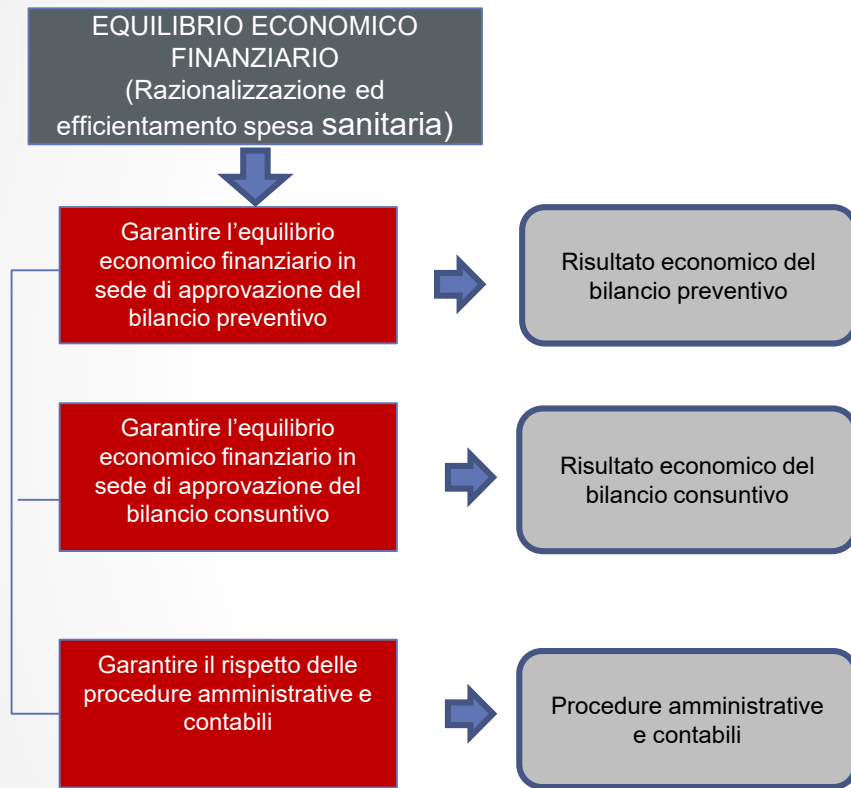 EQUILIBRIO ECONOMICO
FINANZIARIO
(Razionalizzazione ed
efficientamento spesa sanitaria)
Garantire l'equilibrio
economico finanziario in
sede di approvazione del
bilancio preventivo
Risultato economico del
bilancio preventivo
Garantire l'equilibrio
economico finanziario in
sede di approvazione del
bilancio consuntivo
Risultato economico del
bilancio consuntivo
Garantire il rispetto delle
procedure amministrative e
contabili
Procedure amministrative
e contabili